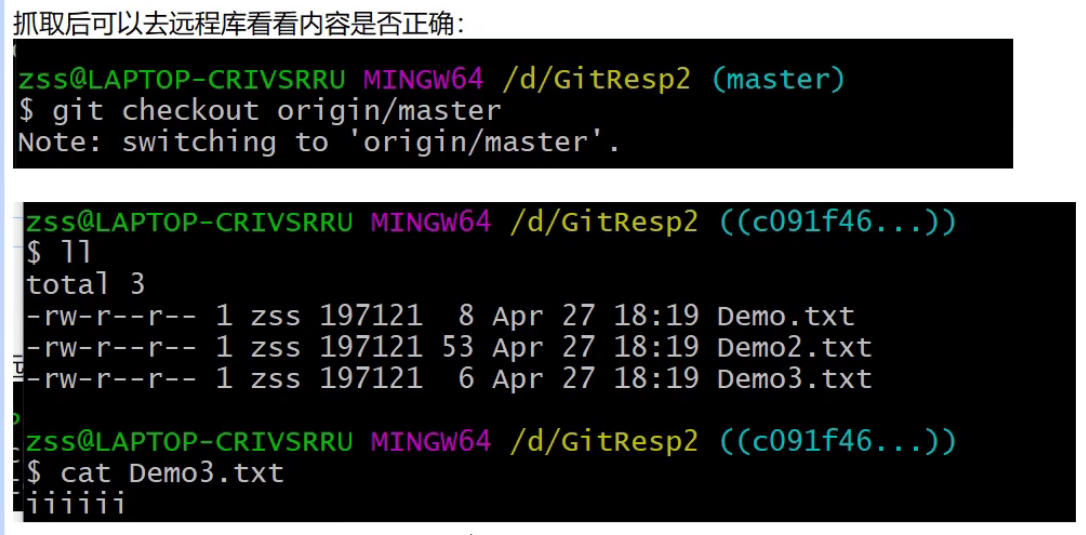 抓取后可以去远程库看看内容是否正确：
zss@LAPTOP-CRIVSRRU MINGW64 /d/GitResp2 (master)
$ git checkout origin/master
Note: switching to 'origin/master'.
zss@LAPTOP-CRIVSRRU MINGW64 /d/GitResp2 ((c091f46...))
$ ll
total 3
-rw-r--r-- 1 zss 197121  8 Apr 27 18:19 Demo.txt
-rw-r--r-- 1 zss 197121 53 Apr 27 18:19 Demo2.txt
-rw-r--r-- 1 zss 197121  6 Apr 27 18:19 Demo3.txt
zss@LAPTOP-CRIVSRRU MINGW64 /d/GitResp2 ((c091f46...))
$ cat Demo3.txt
iiiiii